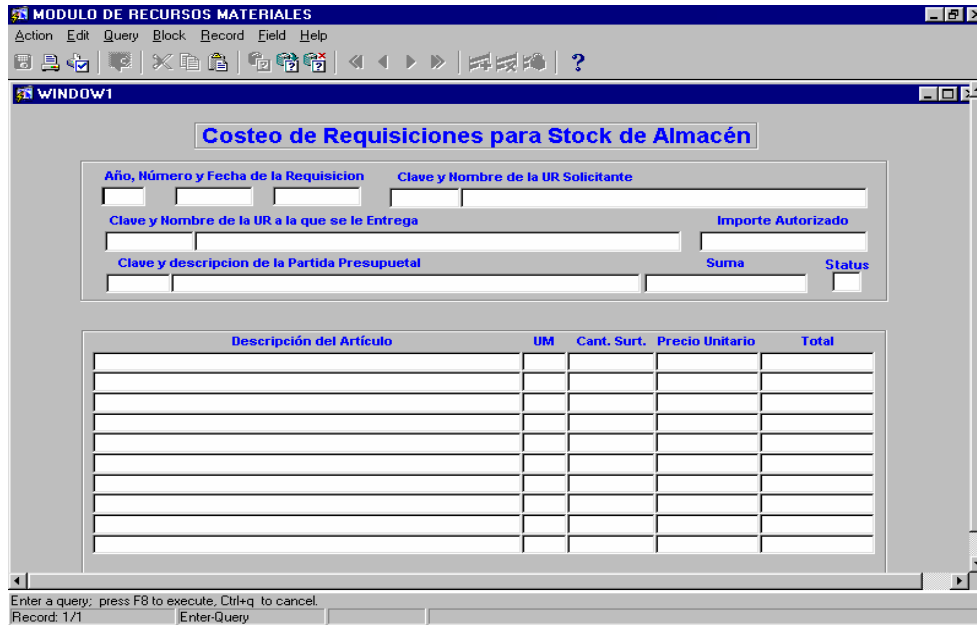 MODULO DE RECURSOS MATERIALES
Action Edit Query Block Record Field Help
WINDOW1
Costeo de Requisiciones para Stock de Almacén
Año, Número y Fecha de la Requisicion Clave y Nombre de la UR Solicitante
Clave y Nombre de la UR a la que se le Entrega Importe Autorizado
Clave y descripcion de la Partida Presupuetal Suma Status
Descripción del Artículo UM Cant. Surt. Precio Unitario Total
Enter a query; press F8 to execute, Ctrl+q to cancel.
Record: 1/1 Enter-Query